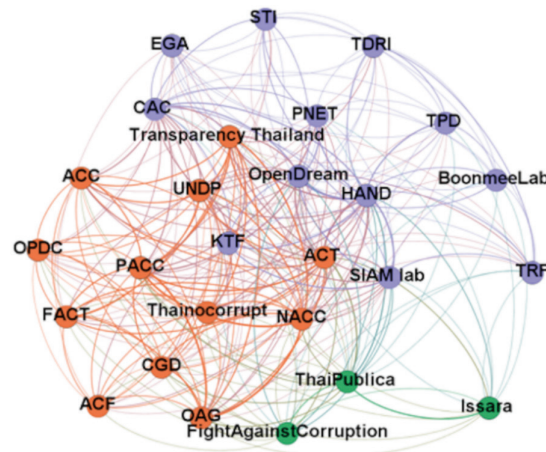 STI
EGA
TDRI
CAC
PNET
TPD
Transparency Thailand
ACC
UNDP
OpenDream
HAND
BoonmeeLab
OPDC
PACC
KTF
ACT
SIAM lab
TRF
FACT
Thainocorrupt
NACC
CGD
ThaiPublica
ACF
OAG
Issara
FightAgainstCorruption